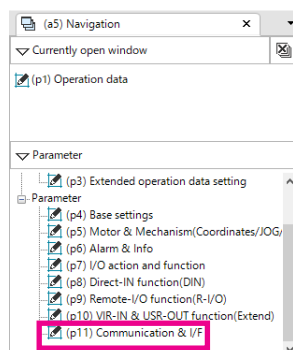 (a5) Navigation
Currently open window
(p1) Operation data
Parameter
(p3) Extended operation data setting
Parameter
(p4) Base settings
(p5) Motor & Mechanism(Coordinates/JOG/
(p6) Alarm & Info
(p7) I/O action and function
(p8) Direct-IN function(DIN)
(p9) Remote-I/O function(R-I/O)
(p10) VIR-IN & USR-OUT function(Extend)
(p11) Communication & I/F